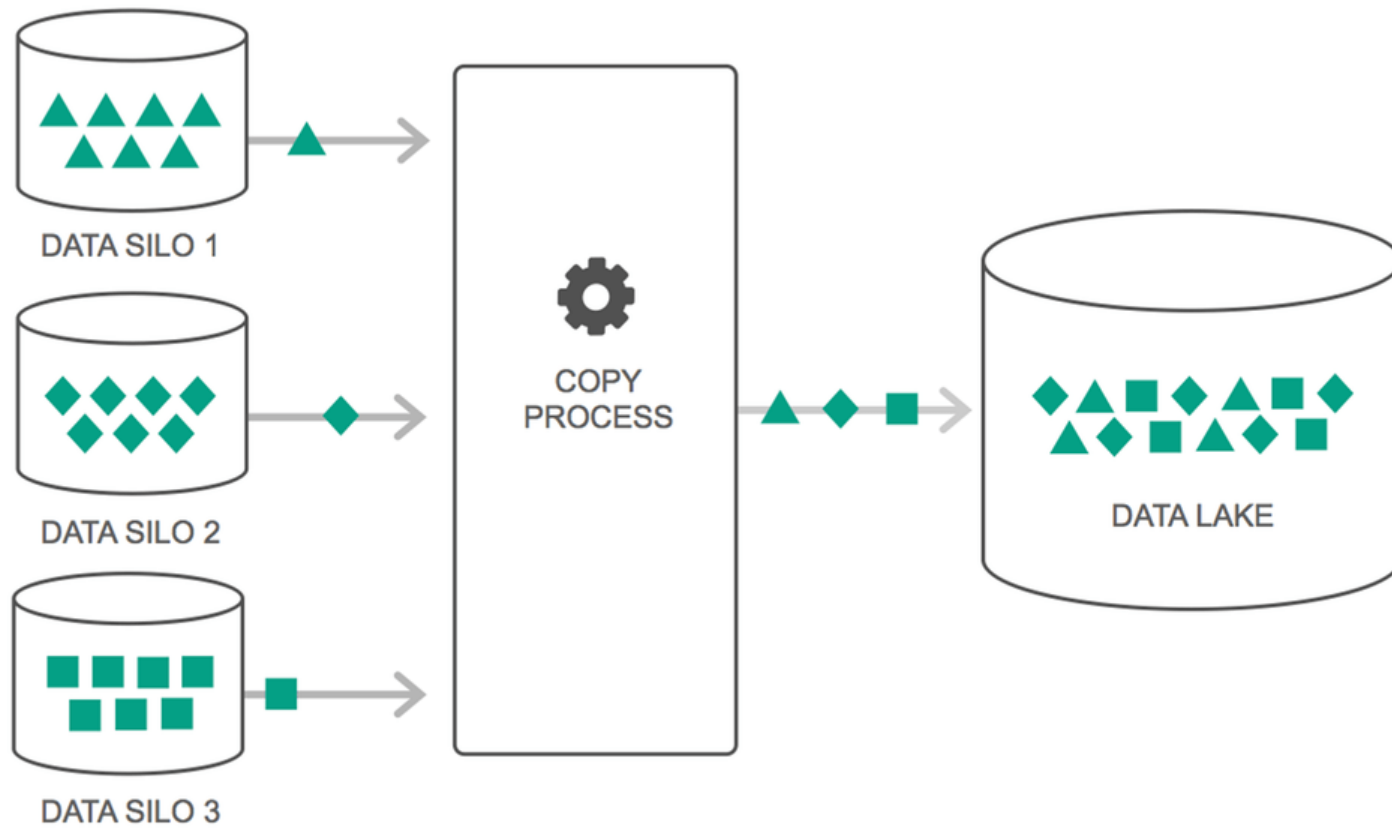 DATA SILO 1
DATA SILO 2
DATA SILO 3
COPY
PROCESS
DATA LAKE